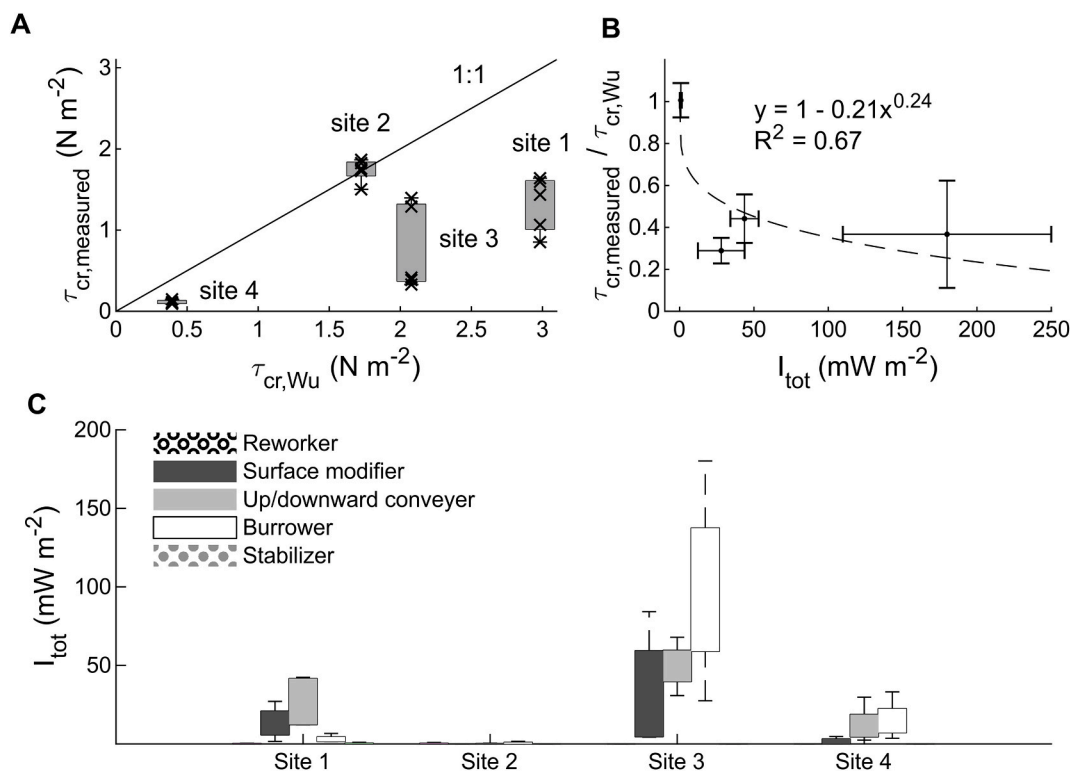 A
τcr,measured (N m-2)
3
2
1
0
0 0.5 1 1.5 2 2.5 3
τcr,Wu (N m-2)
1:1
site 2
site 1
site 3
site 4
B
τcr,measured / τcr,Wu
1
0.8
0.6
0.4
0.2
0
0 50 100 150 200 250
Itot (mW m-2)
y = 1 - 0.21x0.24
R2 = 0.67
C
Itot (mW m-2)
200
150
100
50
Reworker
Surface modifier
Up/downward conveyer
Burrower
Stabilizer
Site 1 Site 2 Site 3 Site 4